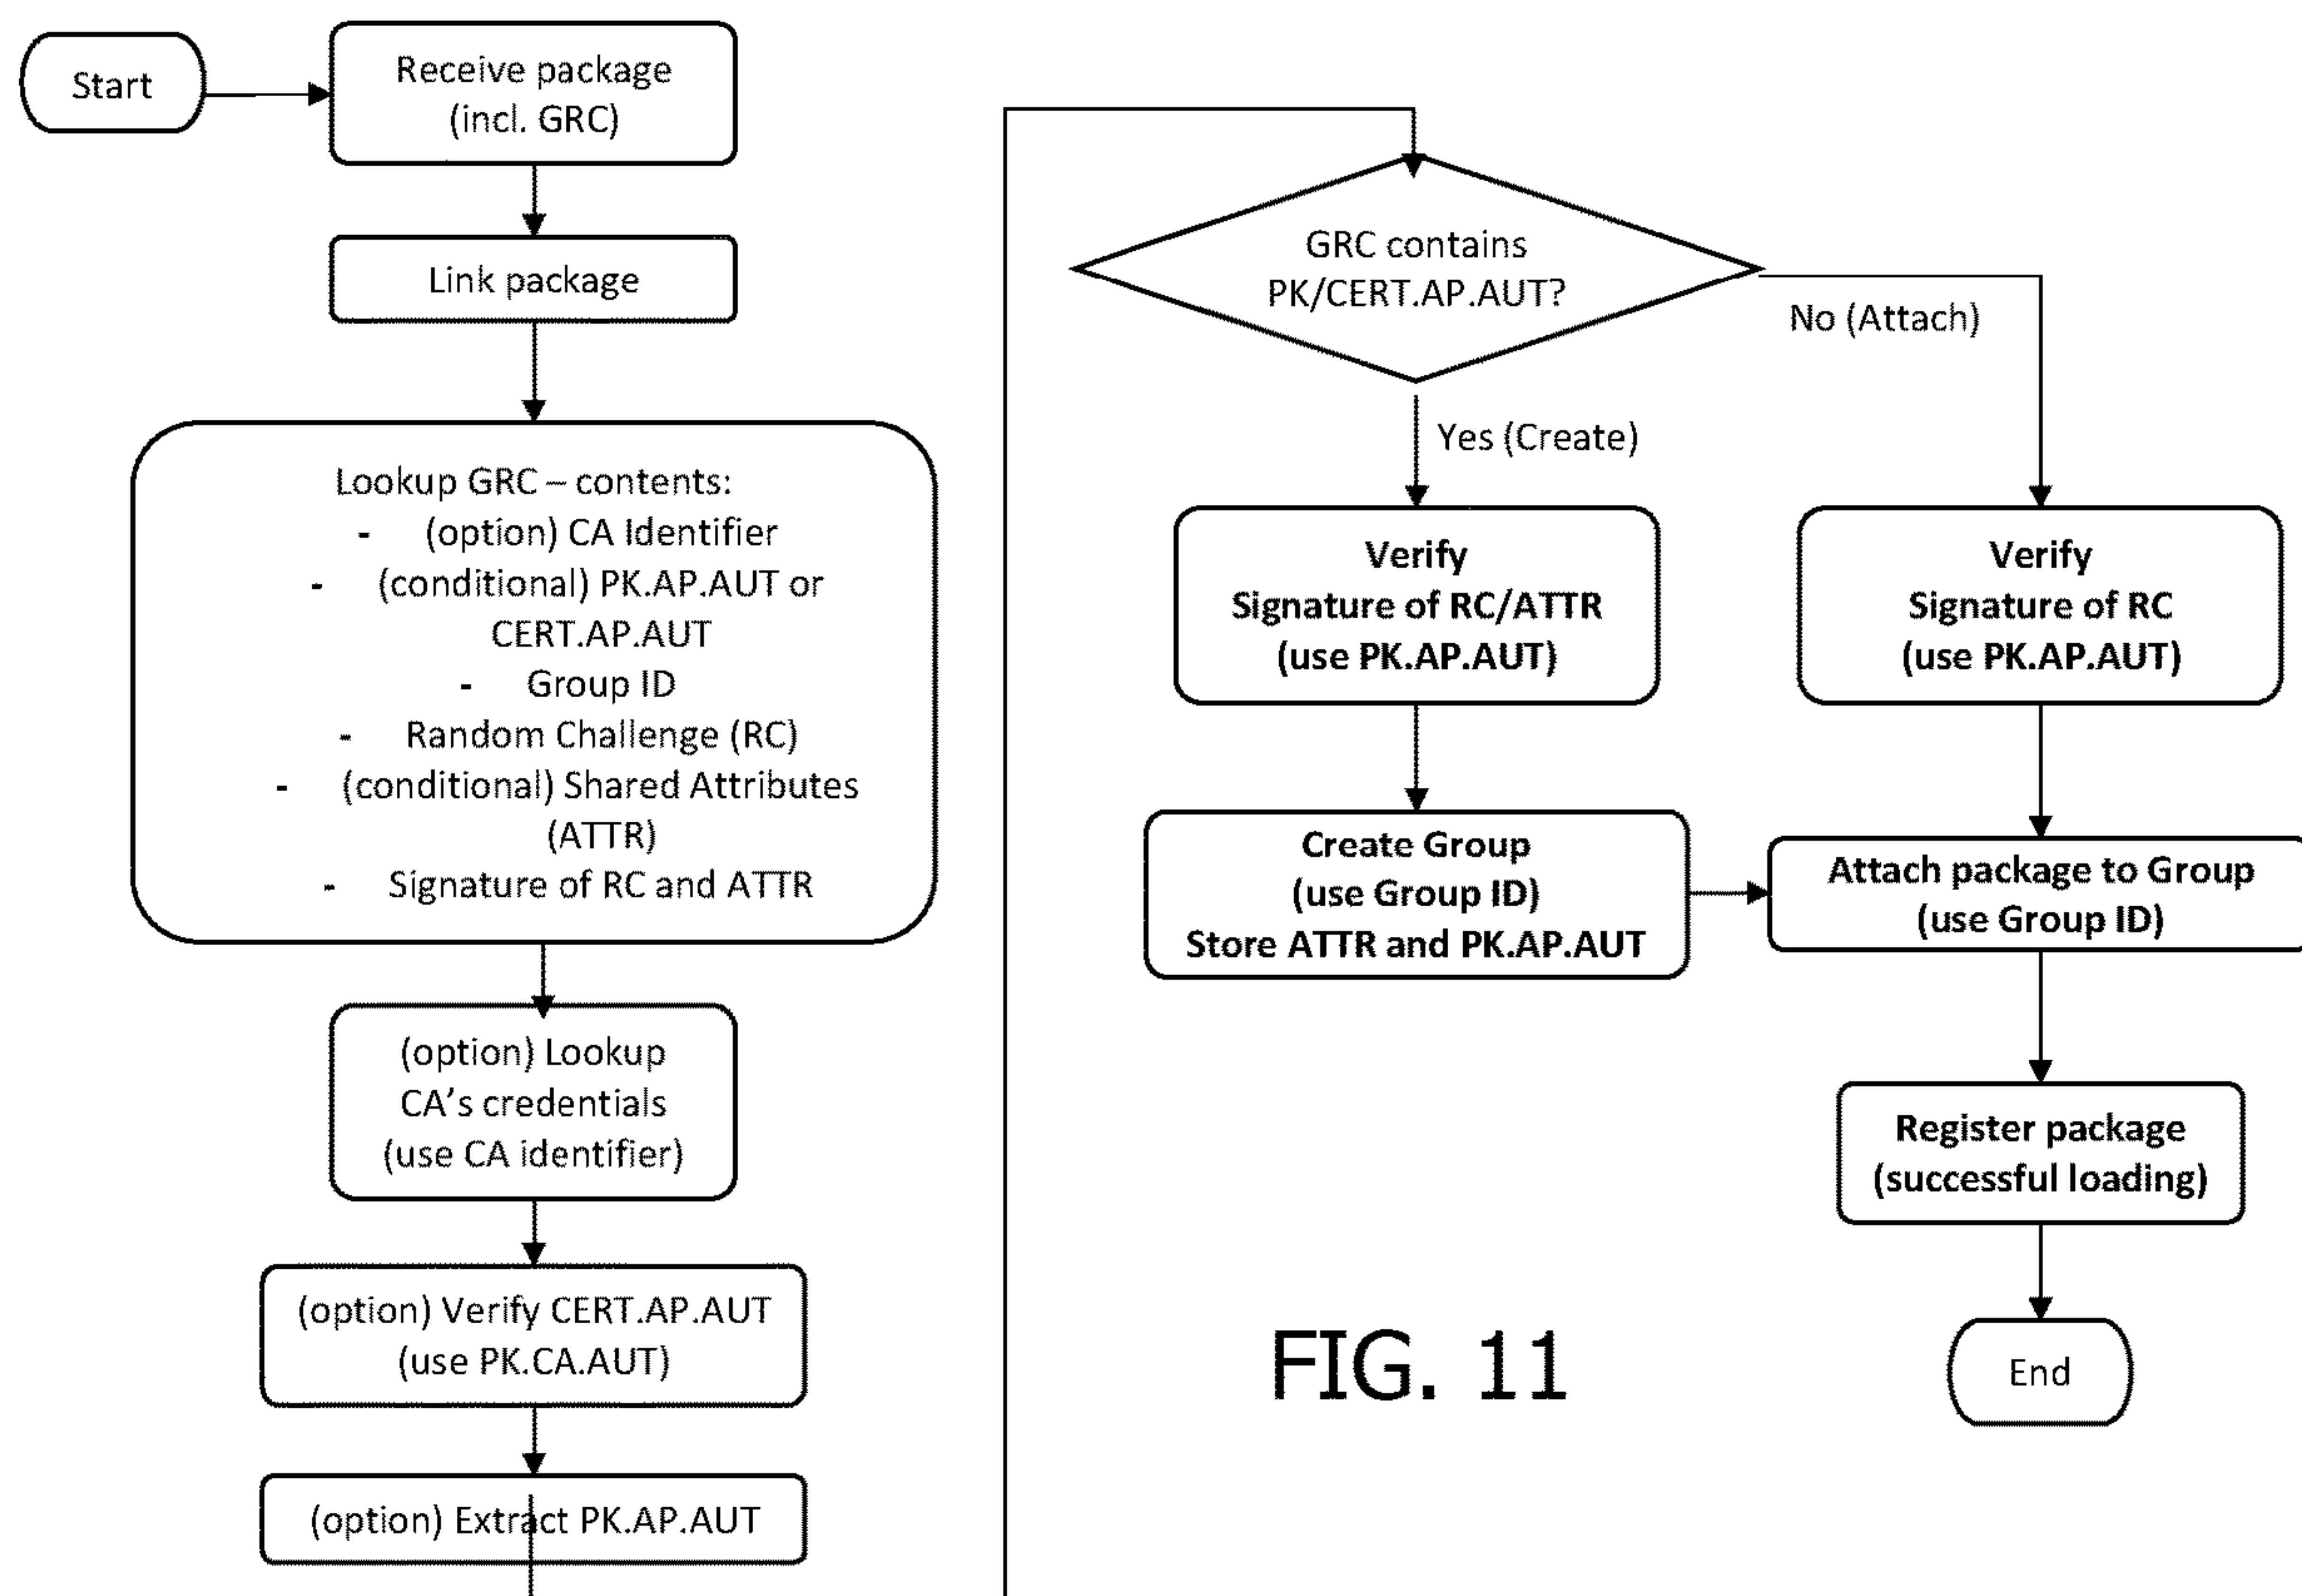 Start
Receive package
(incl. GRC)
Link package
Lookup GRC – contents:
- (option) CA Identifier
- (conditional) PK.AP.AUT or
CERT.AP.AUT
- Group ID
- Random Challenge (RC)
- (conditional) Shared Attributes
(ATTR)
- Signature of RC and ATTR
(option) Lookup
CA's credentials
(use CA identifier)
(option) Verify CERT.AP.AUT
(use PK.CA.AUT)
(option) Extract PK.AP.AUT
GRC contains
PK/CERT.AP.AUT?
No (Attach)
Yes (Create)
Verify
Signature of RC/ATTR
(use PK.AP.AUT)
Verify
Signature of RC
(use PK.AP.AUT)
Create Group
(use Group ID)
Store ATTR and PK.AP.AUT
Attach package to Group
(use Group ID)
Register package
(successful loading)
End
FIG. 11